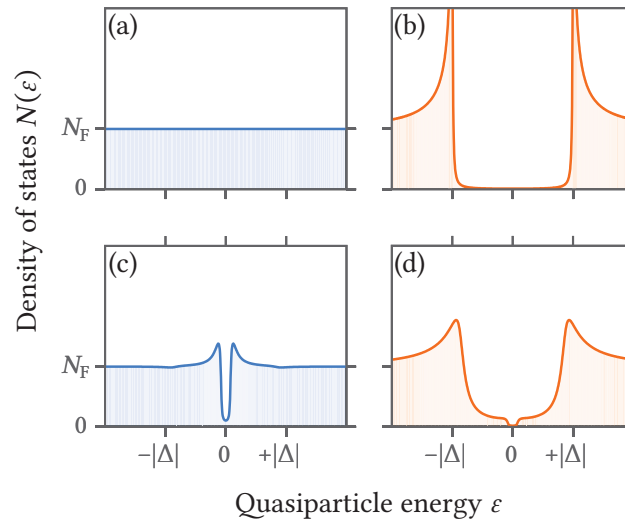 (a) (b)
N_F
0
(c) (d)
N_F
0
−|Δ| 0 +|Δ| −|Δ| 0 +|Δ|
Density of states N(ε)
Quasiparticle energy ε